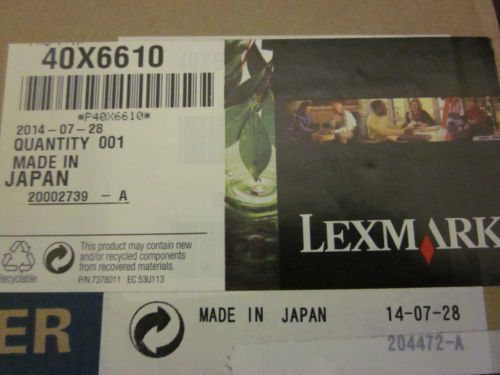 40X6610
*P40X6610*
2014-07-28
QUANTITY 001
MADE IN
JAPAN
20002739 - A
LEXMARK
Recyclable
This product may contain new
and/or recycled components
from recovered materials.
P/N 7378011 EC 53U113
ER
MADE IN JAPAN 14-07-28
204472-A